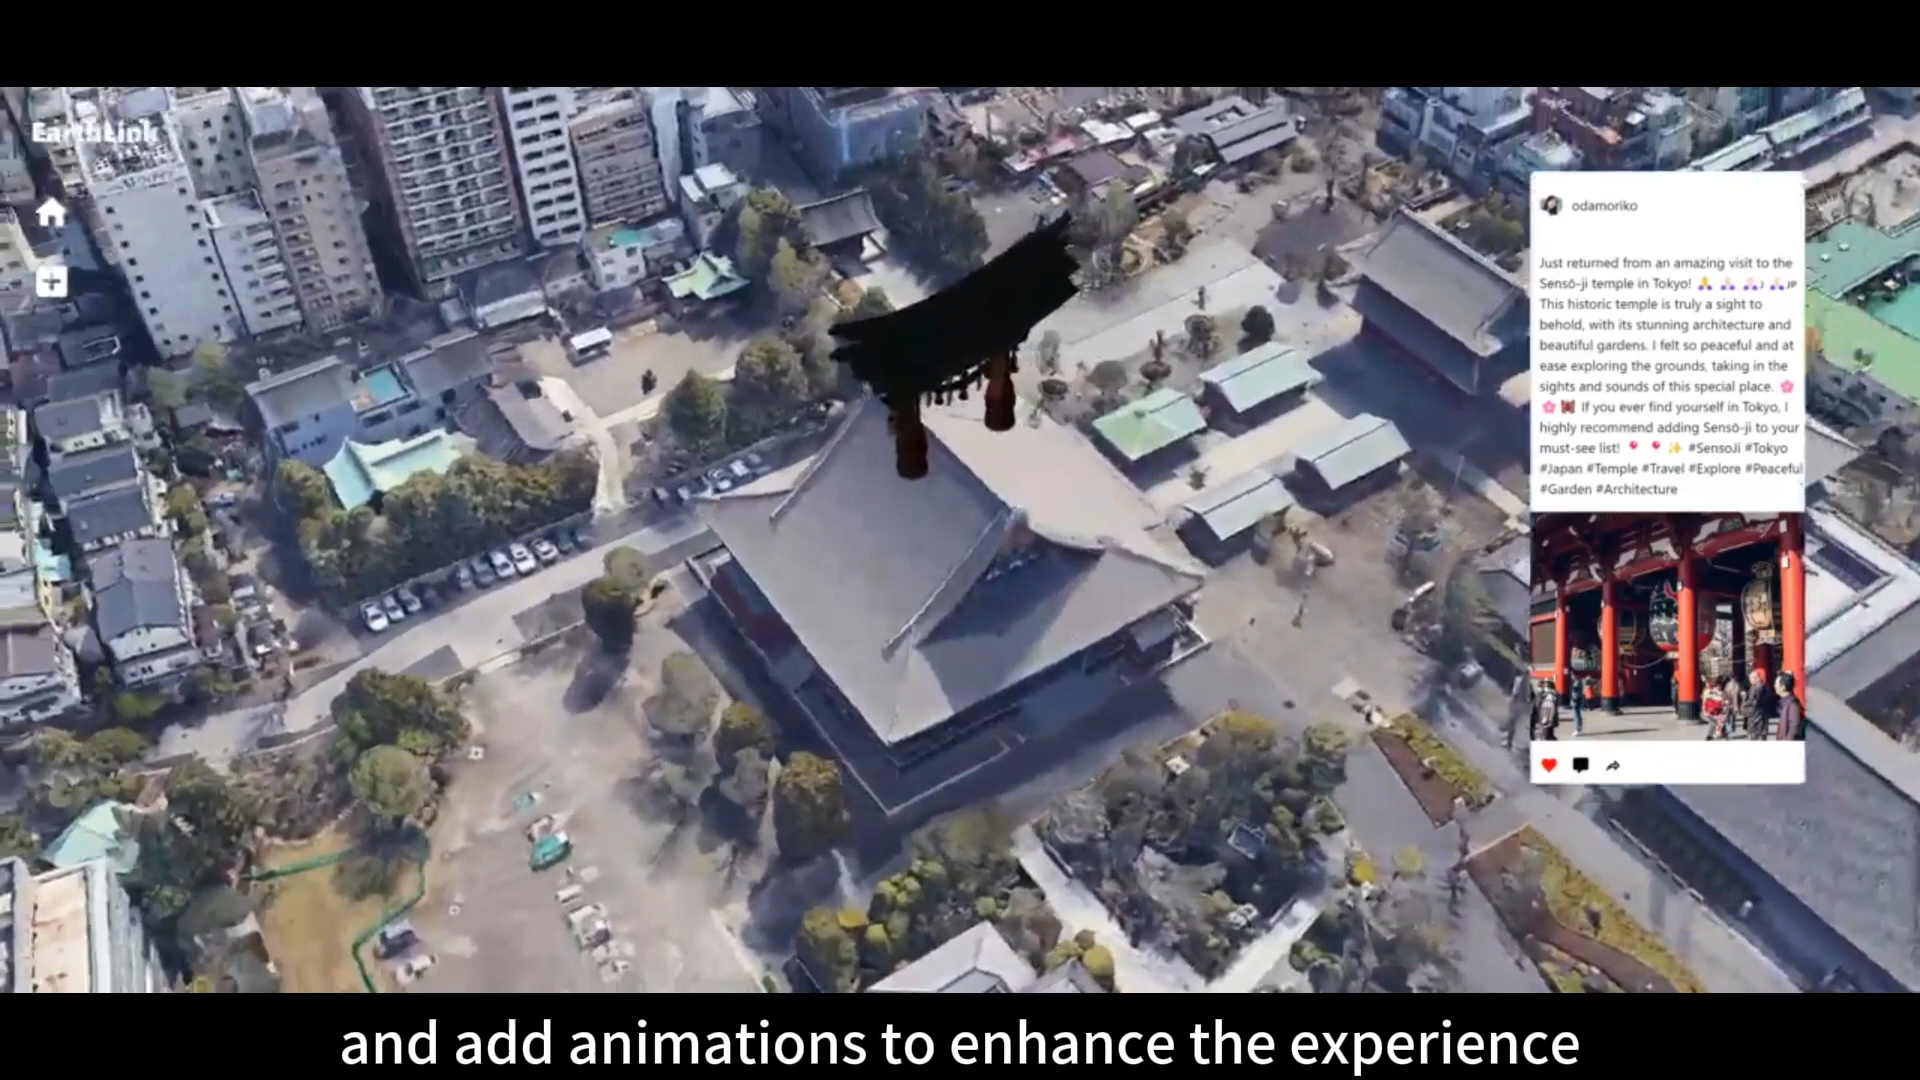 EarthLink
odamoriko
Just returned from an amazing visit to the
Sensō-ji temple in Tokyo! 🙏 🙏 🙏🏻J 🙏🏻JP
This historic temple is truly a sight to
behold, with its stunning architecture and
beautiful gardens. I felt so peaceful and at
ease exploring the grounds, taking in the
sights and sounds of this special place. 🌸
🌸 🦋 If you ever find yourself in Tokyo, I
highly recommend adding Sensō-ji to your
must-see list! 📍 📍 ✨ #SensoJi #Tokyo
#Japan #Temple #Travel #Explore #Peaceful
#Garden #Architecture
and add animations to enhance the experience